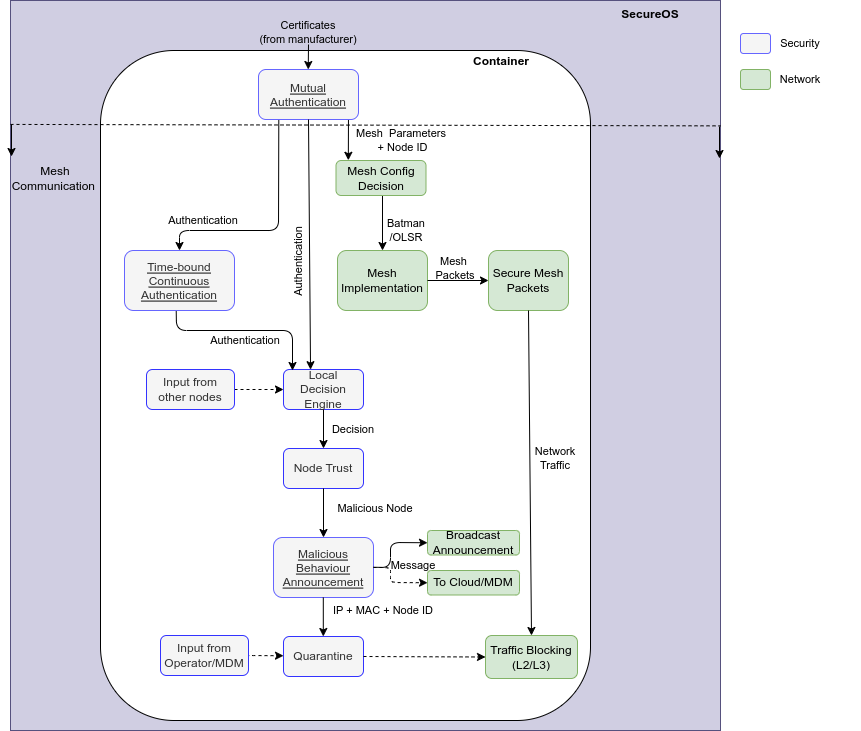 SecureOS
Certificates
(from manufacturer)
Security
Container
Network
Mutual
Authentication
Mesh Parameters
+ Node ID
Mesh
Communication
Mesh Config
Decision
Authentication
Batman
/OLSR
Authentication
Time-bound
Continuous
Authentication
Mesh
Implementation
Mesh
Packets
Secure Mesh
Packets
Authentication
Input from
other nodes
Local
Decision
Engine
Decision
Network
Traffic
Node Trust
Malicious Node
Malicious
Behaviour
Announcement
Message
Broadcast
Announcement
To Cloud/MDM
IP + MAC + Node ID
Input from
Operator/MDM
Quarantine
Traffic Blocking
(L2/L3)